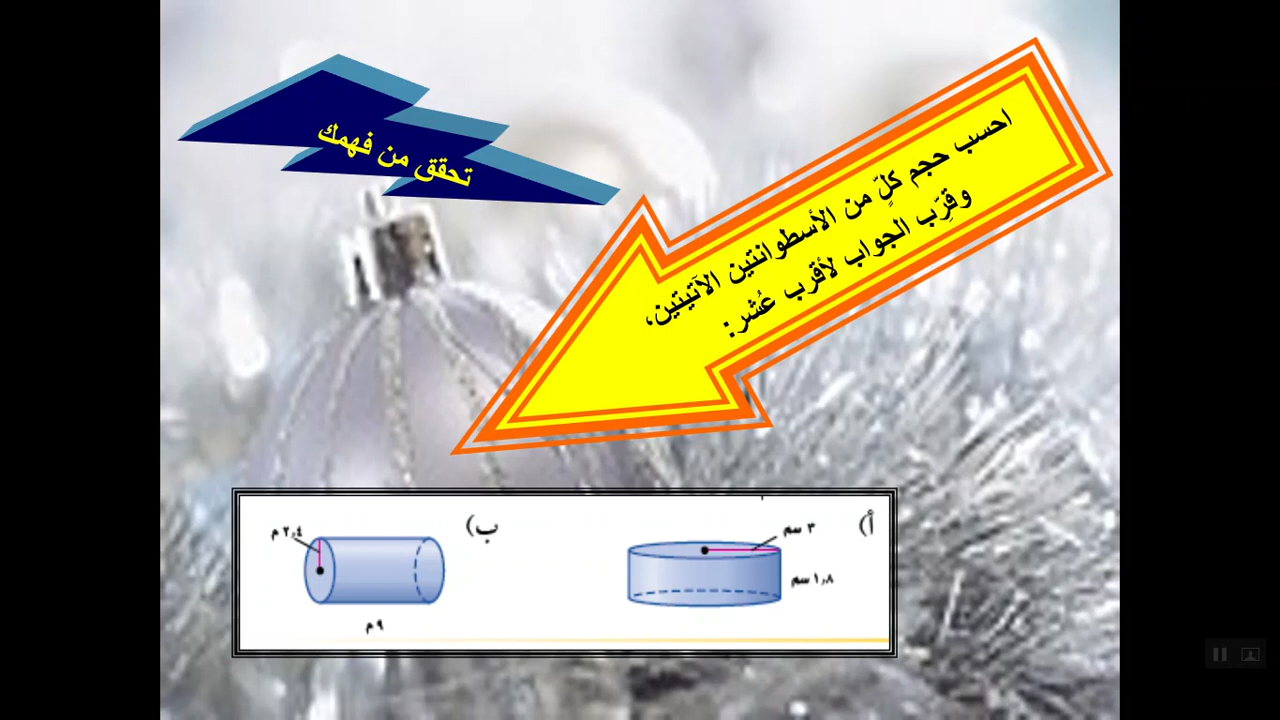 تحقق من فهمك
احسب حجم كلٍّ من الأسطوانتين الآتيتين،
وقرِّب الجواب لأقرب عُشر:
أ)
٣ سم
١٫٨ سم
ب)
٢٫٤ م
٩ م